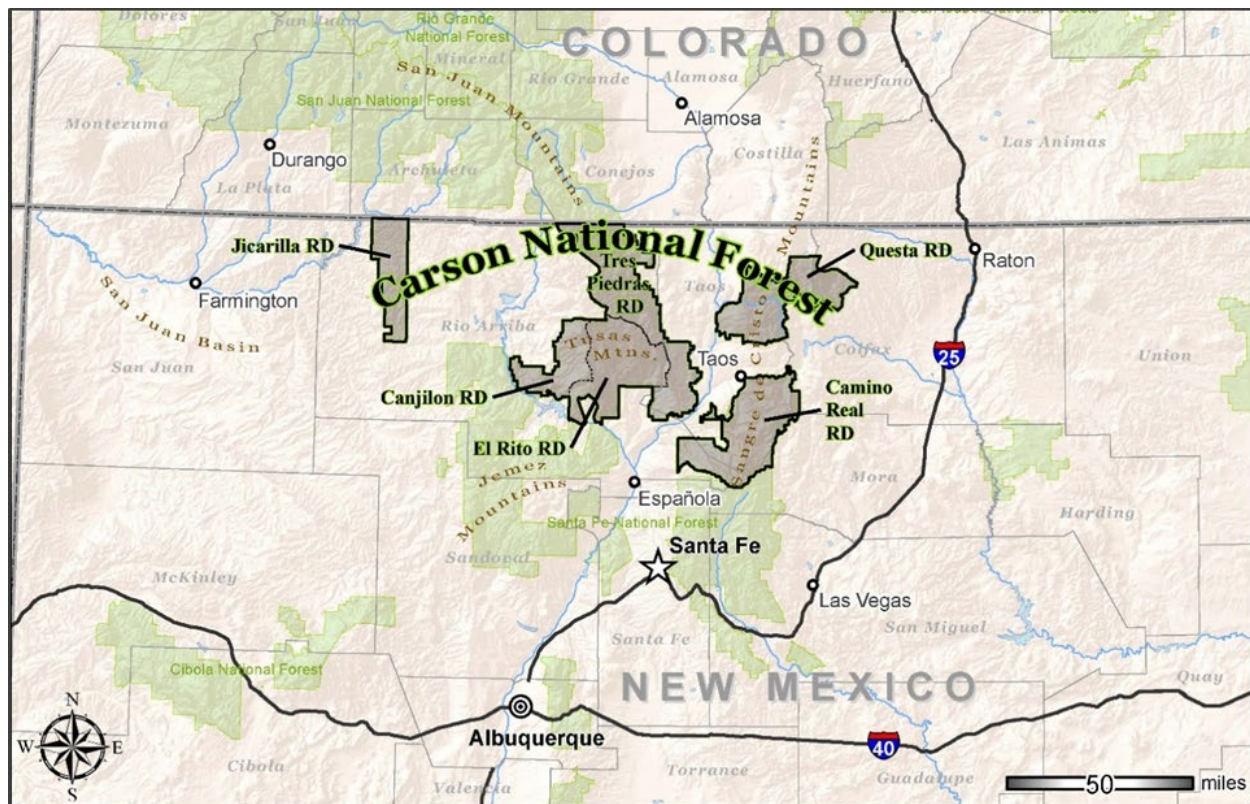 Dolores
San Juan
Rio Grande
National Forest
Mineral
COLORADO
Rio Grande
Alamosa
Huerfano
San Juan Mountains
San Juan National Forest
Montezuma
Alamosa
Durango
Costilla
Las Animas
La Plata
Archuleta
Conejos
Mountains
Jicarilla RD
Carson National Forest
Tres
Piedras
RD
Questa RD
Raton
Farmington
Taos
San Juan Basin
Rio Arriba
Tusas
Mtns.
Sangre de Cristo
Colfax
25
Union
San Juan
Taos
Canjilon RD
Camino
Real
RD
El Rito RD
Jemez
Mountains
Mora
Española
Harding
Santa Fe National Forest
Sandoval
Santa Fe
McKinley
Las Vegas
Santa Fe
San Miguel
Cibola National Forest
NEW MEXICO
Quay
N
W
E
S
Albuquerque
40
Cibola
Valencia
Torrance
Guadalupe
50 miles